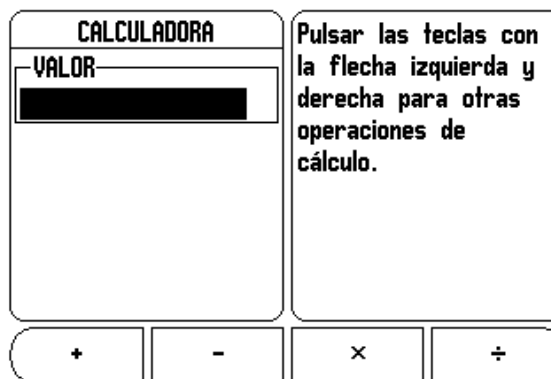 CALCULADORA
VALOR
Pulsar las teclas con
la flecha izquierda y
derecha para otras
operaciones de
cálculo.
+ - × ÷